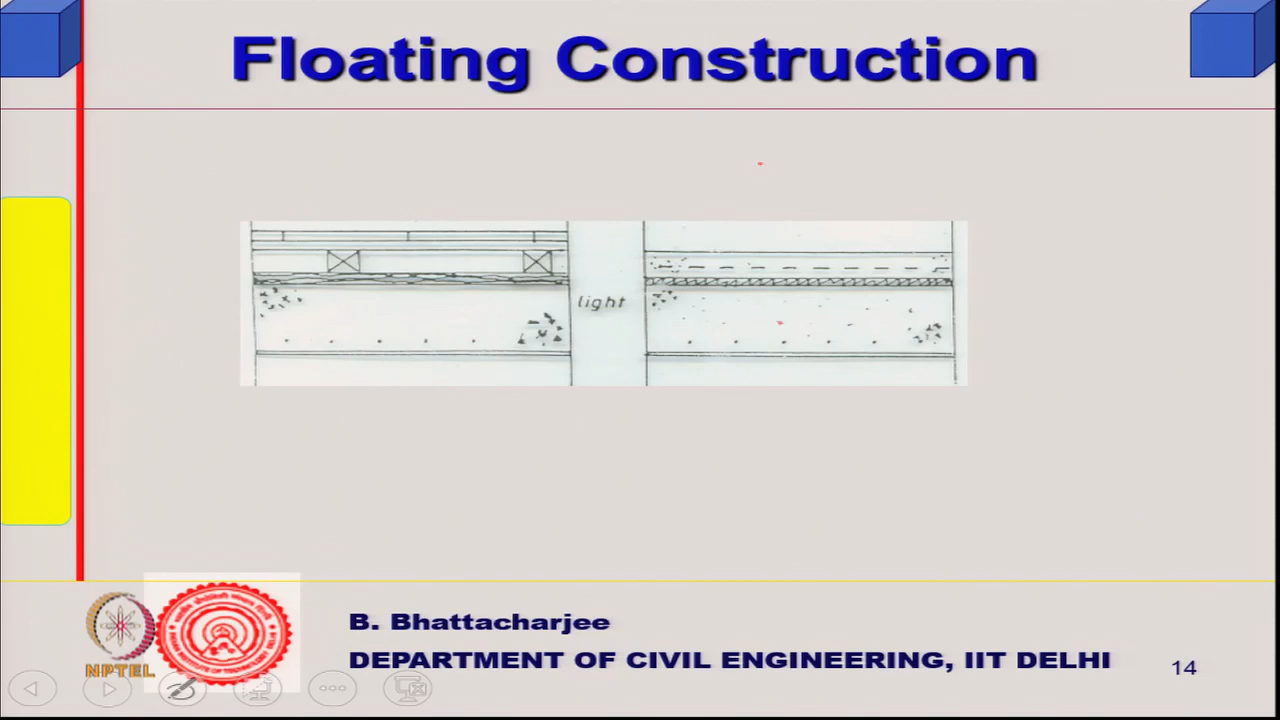 Floating Construction
light
B. Bhattacharjee
DEPARTMENT OF CIVIL ENGINEERING, IIT DELHI
14
NPTEL